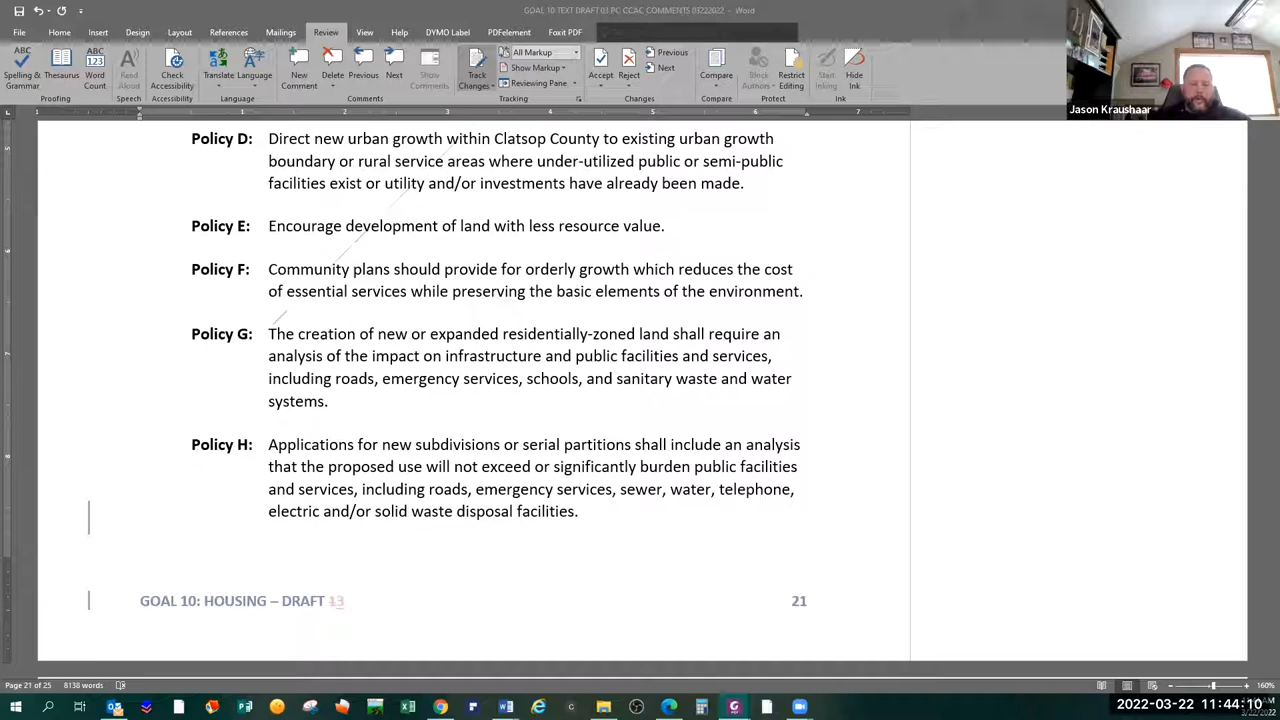 GOAL 10 TEXT DRAFT 03 PC CCAC COMMENTS 03222022 - Word
File Home Insert Draw Design Layout References Mailings Review View Help DYMO Label PDFelement Foxit PDF
Spelling & Grammar Thesaurus Word Count Read Aloud Check Accessibility Translate Language New Comment Delete Previous Next Show Comments Track Changes All Markup Show Markup Reviewing Pane Accept Reject Previous Next Compare Block Authors Restrict Editing Start Inking Hide Ink
Proofing Speech Accessibility Language Comments Tracking Changes Compare Protect Ink
Jason Kraushaar
Policy D: Direct new urban growth within Clatsop County to existing urban growth
boundary or rural service areas where under-utilized public or semi-public
facilities exist or utility and/or investments have already been made.
Policy E: Encourage development of land with less resource value.
Policy F: Community plans should provide for orderly growth which reduces the cost
of essential services while preserving the basic elements of the environment.
Policy G: The creation of new or expanded residentially-zoned land shall require an
analysis of the impact on infrastructure and public facilities and services,
including roads, emergency services, schools, and sanitary waste and water
systems.
Policy H: Applications for new subdivisions or serial partitions shall include an analysis
that the proposed use will not exceed or significantly burden public facilities
and services, including roads, emergency services, sewer, water, telephone,
electric and/or solid waste disposal facilities.
GOAL 10: HOUSING – DRAFT 13 21
Page 21 of 25 8138 words 160%
2022-03-22 11:44:10